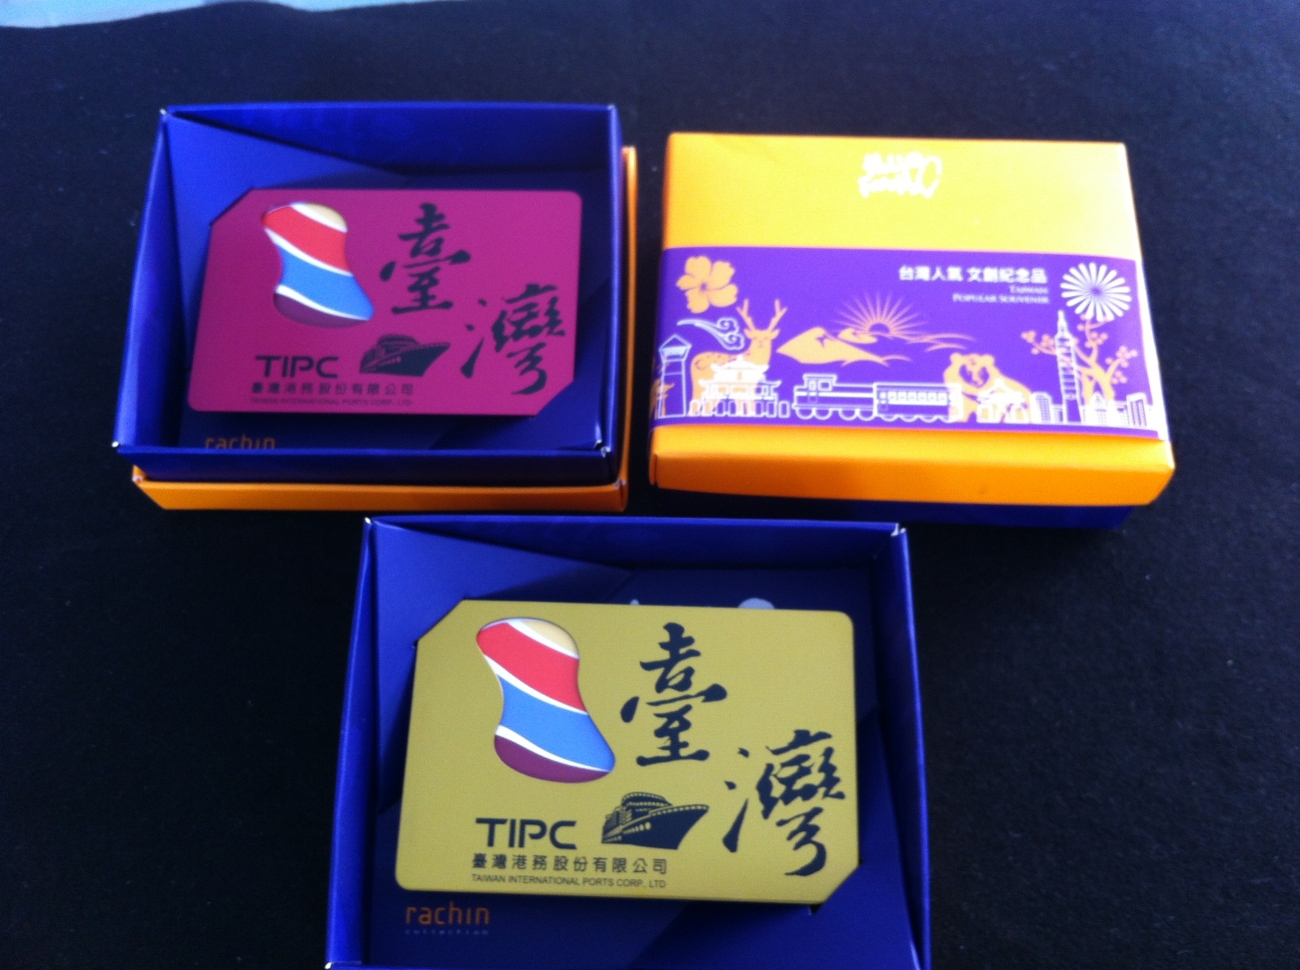 臺灣
TIPC
臺灣港務股份有限公司
TAIWAN INTERNATIONAL PORTS CORP., LTD
rachin
台灣人氣 文創紀念品
TAIWAN
POPULAR SOUVENIR
臺灣
TIPC
臺灣港務股份有限公司
TAIWAN INTERNATIONAL PORTS CORP., LTD
rachin
collection